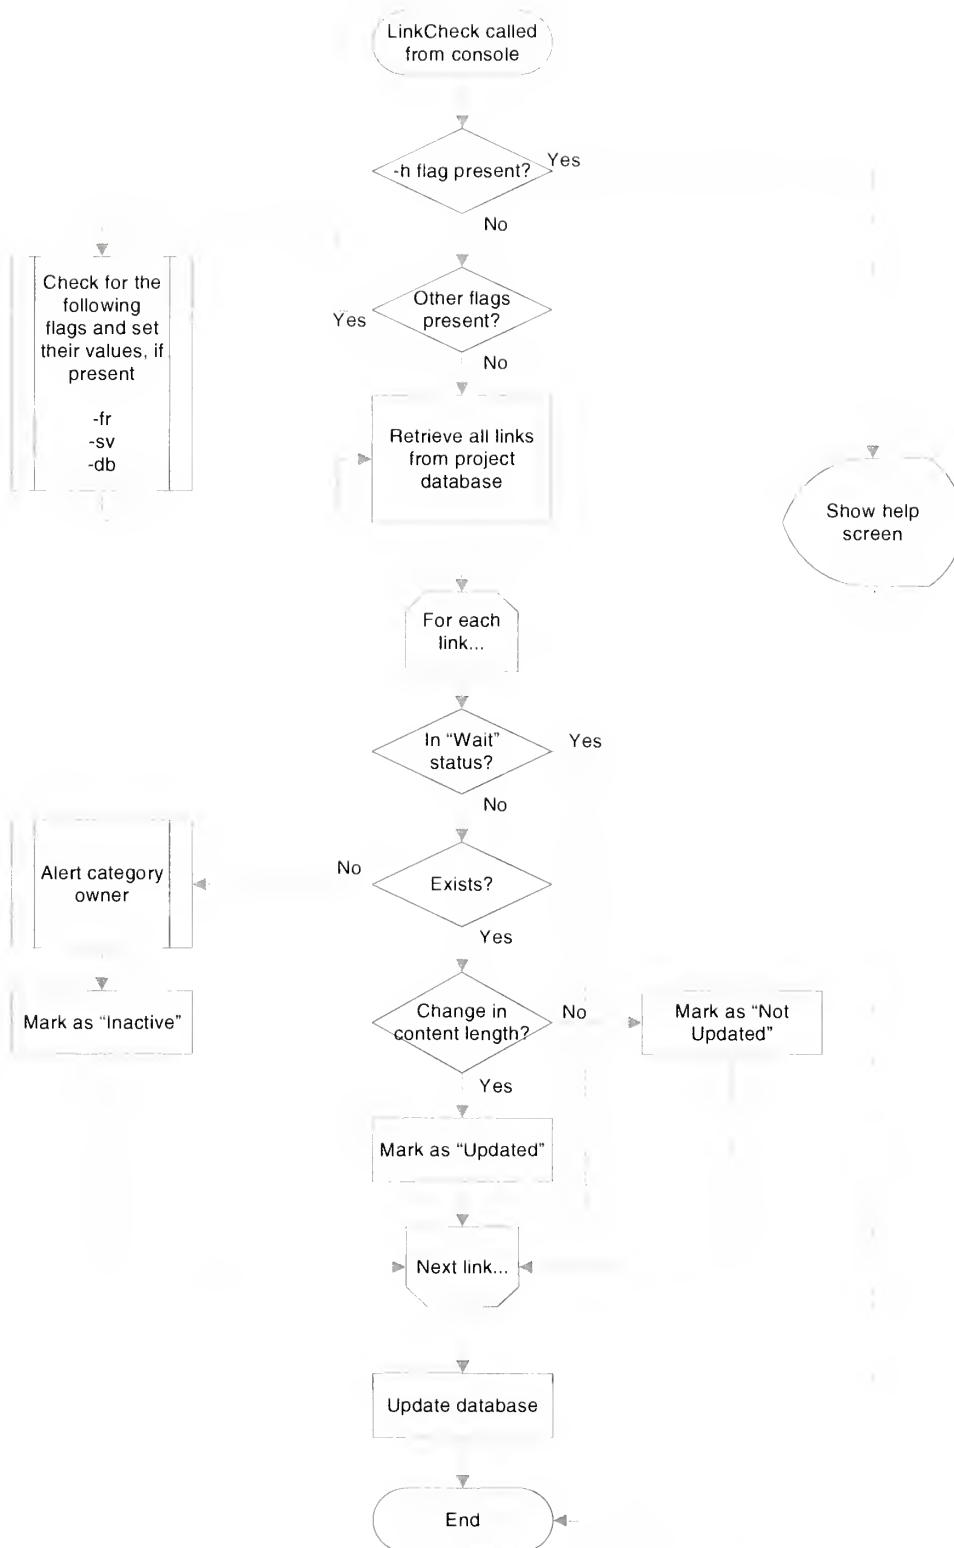 LinkCheck called
from console
-h flag present?
Yes
No
Check for the
following
flags and set
their values, if
present
-fr
-sv
-db
Other flags
present?
Yes
No
Retrieve all links
from project
database
Show help
screen
For each
link...
In “Wait”
status?
Yes
No
Alert category
owner
No
Exists?
Yes
Mark as “Inactive”
Change in
content length?
No
Mark as “Not
Updated”
Yes
Mark as “Updated”
Next link...
Update database
End